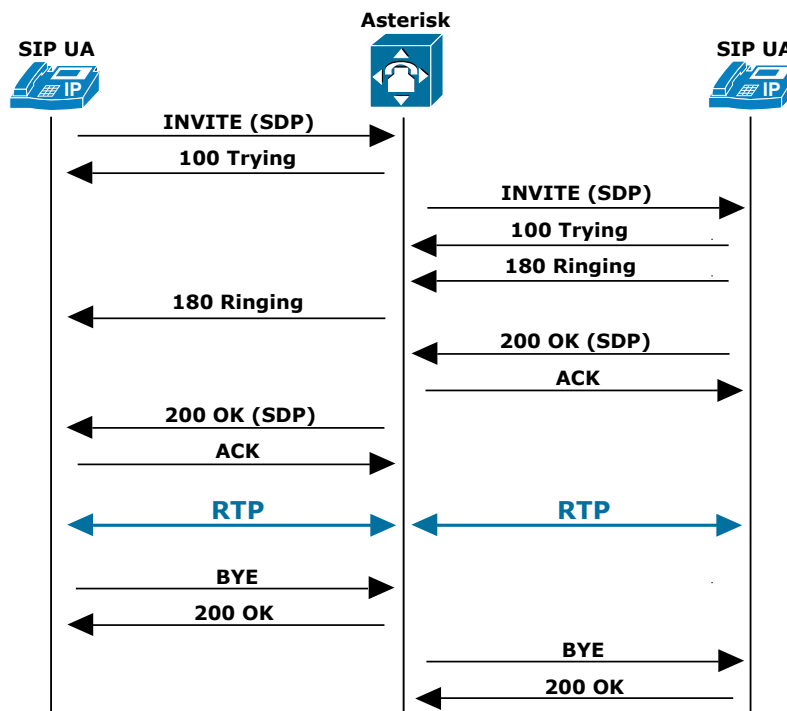 Asterisk
SIP UA
SIP UA
IP
IP
INVITE (SDP)
100 Trying
INVITE (SDP)
100 Trying
180 Ringing
180 Ringing
200 OK (SDP)
ACK
200 OK (SDP)
ACK
RTP
RTP
BYE
200 OK
BYE
200 OK